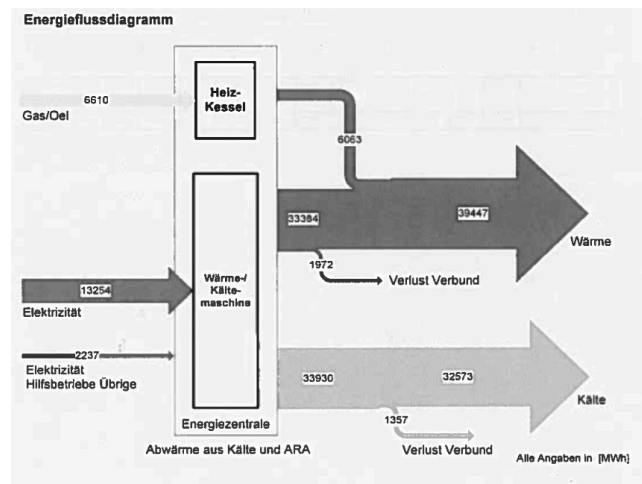 Energieflussdiagramm
6610
Gas/Oel
Heiz-
Kessel
6063
33384
39447
Wärme
1972
Verlust Verbund
13254
Elektrizität
Wärme-/
Kälte-
maschine
2237
Elektrizität
Hilfsbetriebe Übrige
33930
32573
Kälte
1357
Verlust Verbund
Energiezentrale
Abwärme aus Kälte und ARA
Alle Angaben in [MWh]